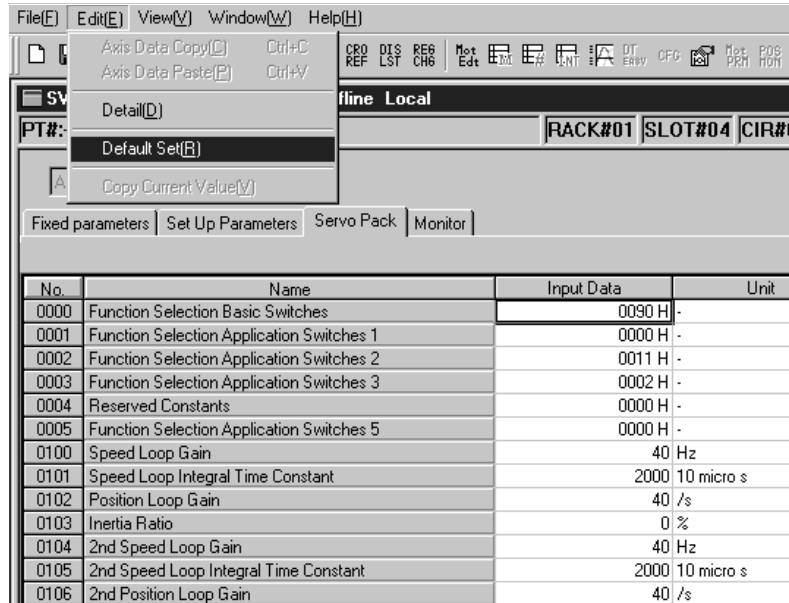 File(F) Edit(E) View(V) Window(W) Help(H)
Axis Data Copy(C) Ctrl+C
Axis Data Paste(P) Ctrl+V
Detail(D)
Default Set(R)
Copy Current Value(V)
CRO REF DIS LST REG CH6 Mot Edt INT DT EASY CFG Mot PRM POS MON
SV fline Local
PT#:- RACK#01 SLOT#04 CIR#
A
Fixed parameters Set Up Parameters Servo Pack Monitor
No. Name Input Data Unit
0000 Function Selection Basic Switches 0090 H -
0001 Function Selection Application Switches 1 0000 H -
0002 Function Selection Application Switches 2 0011 H -
0003 Function Selection Application Switches 3 0002 H -
0004 Reserved Constants 0000 H -
0005 Function Selection Application Switches 5 0000 H -
0100 Speed Loop Gain 40 Hz
0101 Speed Loop Integral Time Constant 2000 10 micro s
0102 Position Loop Gain 40 /s
0103 Inertia Ratio 0 %
0104 2nd Speed Loop Gain 40 Hz
0105 2nd Speed Loop Integral Time Constant 2000 10 micro s
0106 2nd Position Loop Gain 40 /s